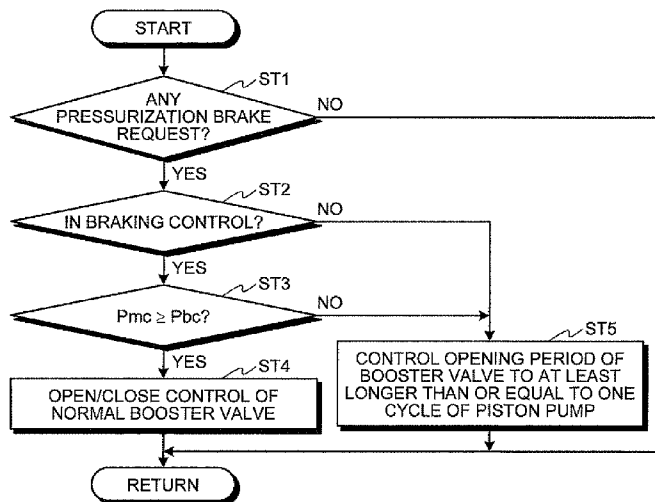 START
ST1
ANY
PRESSURIZATION BRAKE
REQUEST?
NO
YES
ST2
IN BRAKING CONTROL?
NO
YES
ST3
Pmc ≥ Pbc?
NO
YES
ST4
OPEN/CLOSE CONTROL OF
NORMAL BOOSTER VALVE
ST5
CONTROL OPENING PERIOD OF
BOOSTER VALVE TO AT LEAST
LONGER THAN OR EQUAL TO ONE
CYCLE OF PISTON PUMP
RETURN